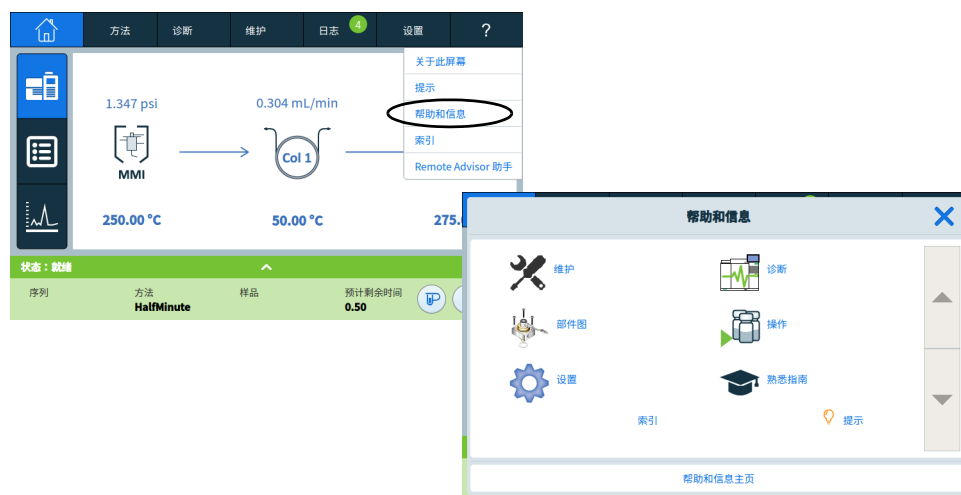 方法 诊断 维护 日志 4 设置 ?
关于此屏幕
提示
帮助和信息
索引
Remote Advisor 助手
1.347 psi 0.304 mL/min
MMI
Col 1
250.00 °C 50.00 °C 275.
状态：就绪
序列 方法 样品 预计剩余时间
HalfMinute 0.50
帮助和信息
维护 诊断
部件图 操作
设置 熟悉指南
索引 提示
帮助和信息主页